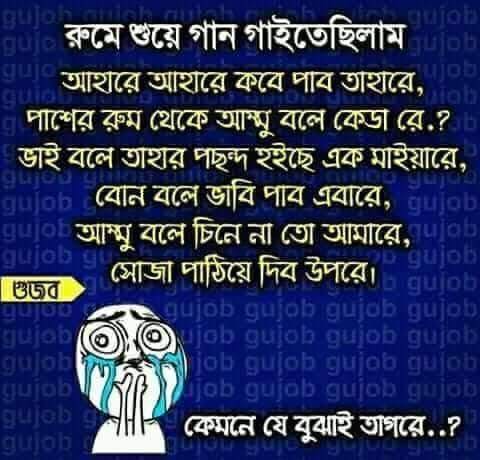 রুমে শুয়ে গান গাইতেছিলাম
আহারে আহারে কবে পাব তাহারে,
পাশের রুম থেকে আম্মু বলে কেডা রে.?
ভাই বলে তাহার পছন্দ হইছে এক মাইয়ারে,
বোন বলে ভাবি পাব এবারে,
আম্মু বলে চিনে না তো আমারে,
সোজা পাঠিয়ে দিব উপরে।
গুজব
কেমনে যে বুঝাই তাগরে..?